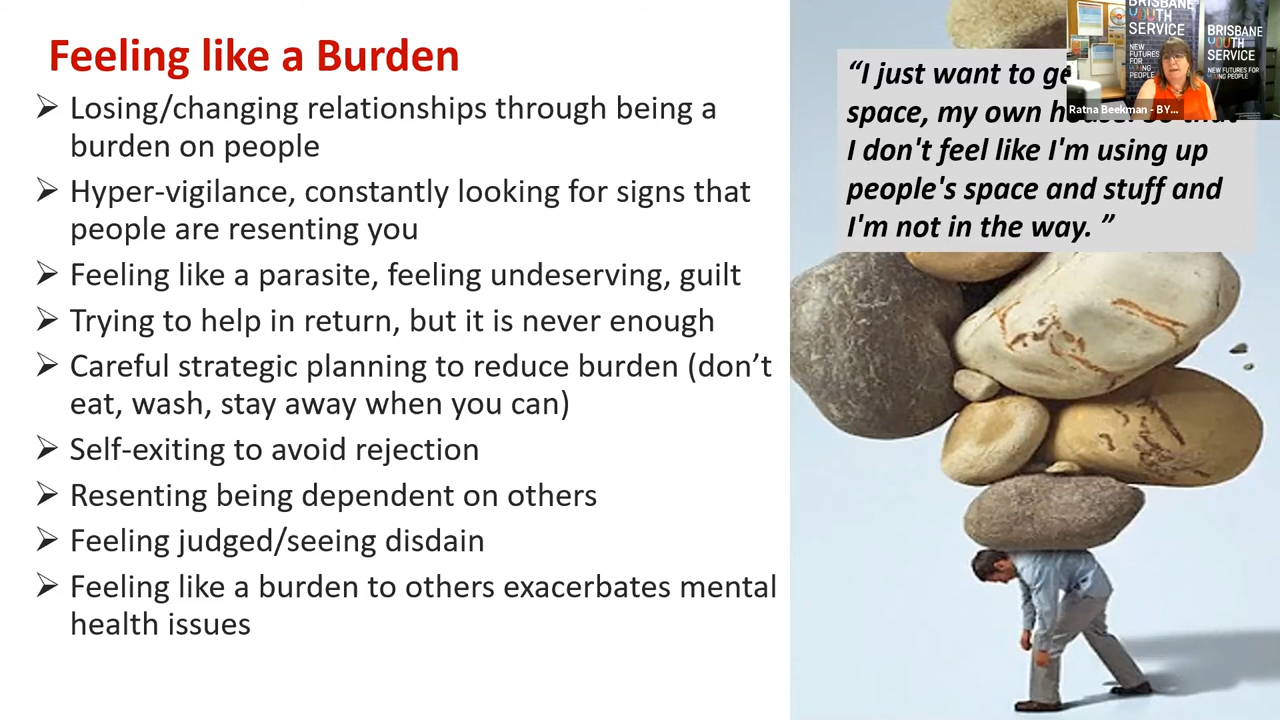 Feeling like a Burden
➢ Losing/changing relationships through being a
burden on people
➢ Hyper-vigilance, constantly looking for signs that
people are resenting you
➢ Feeling like a parasite, feeling undeserving, guilt
➢ Trying to help in return, but it is never enough
➢ Careful strategic planning to reduce burden (don’t
eat, wash, stay away when you can)
➢ Self-exiting to avoid rejection
➢ Resenting being dependent on others
➢ Feeling judged/seeing disdain
➢ Feeling like a burden to others exacerbates mental
health issues
“I just want to
space, my own
I don't feel like I'm using up
people's space and stuff and
I'm not in the way. ”
BRISBANE
YOUTH
SERVICE
NEW
FUTURES
FOR
YOUNG
PEOPLE
BRISBANE
YOUTH
SERVICE
NEW FUTURES FOR
YOUNG PEOPLE
Ratna Beekman - BY...